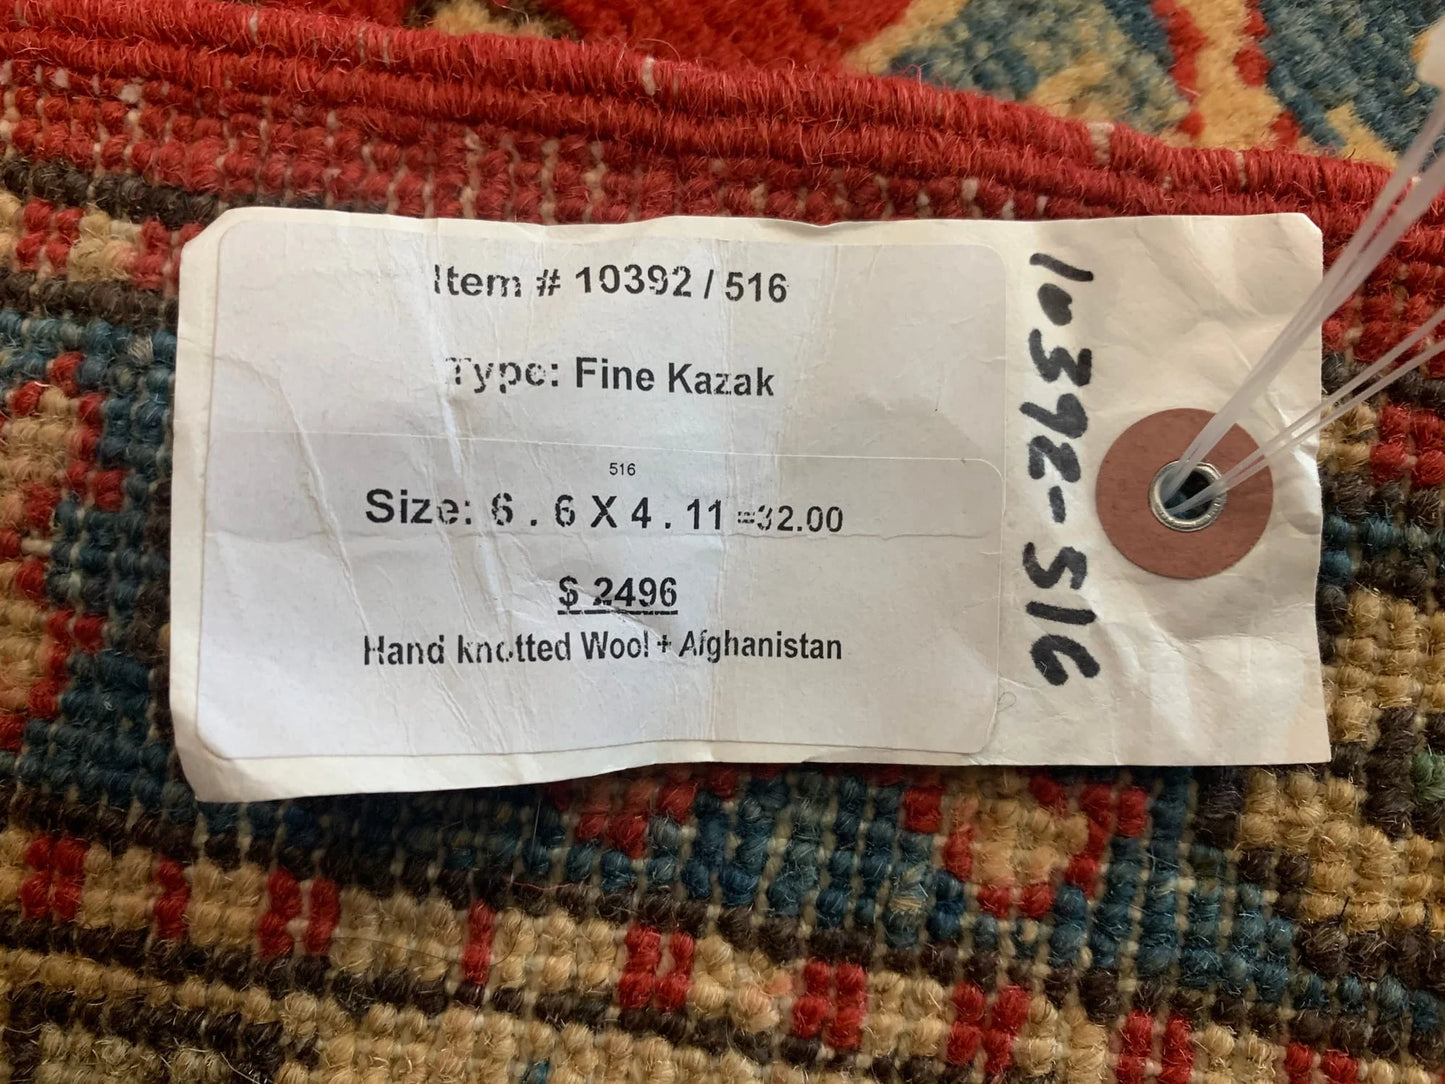 Item # 10392 / 516
Type: Fine Kazak
516
Size: 6 . 6 X 4 . 11 =32.00
$ 2496
Hand knotted Wool + Afghanistan
10392-516